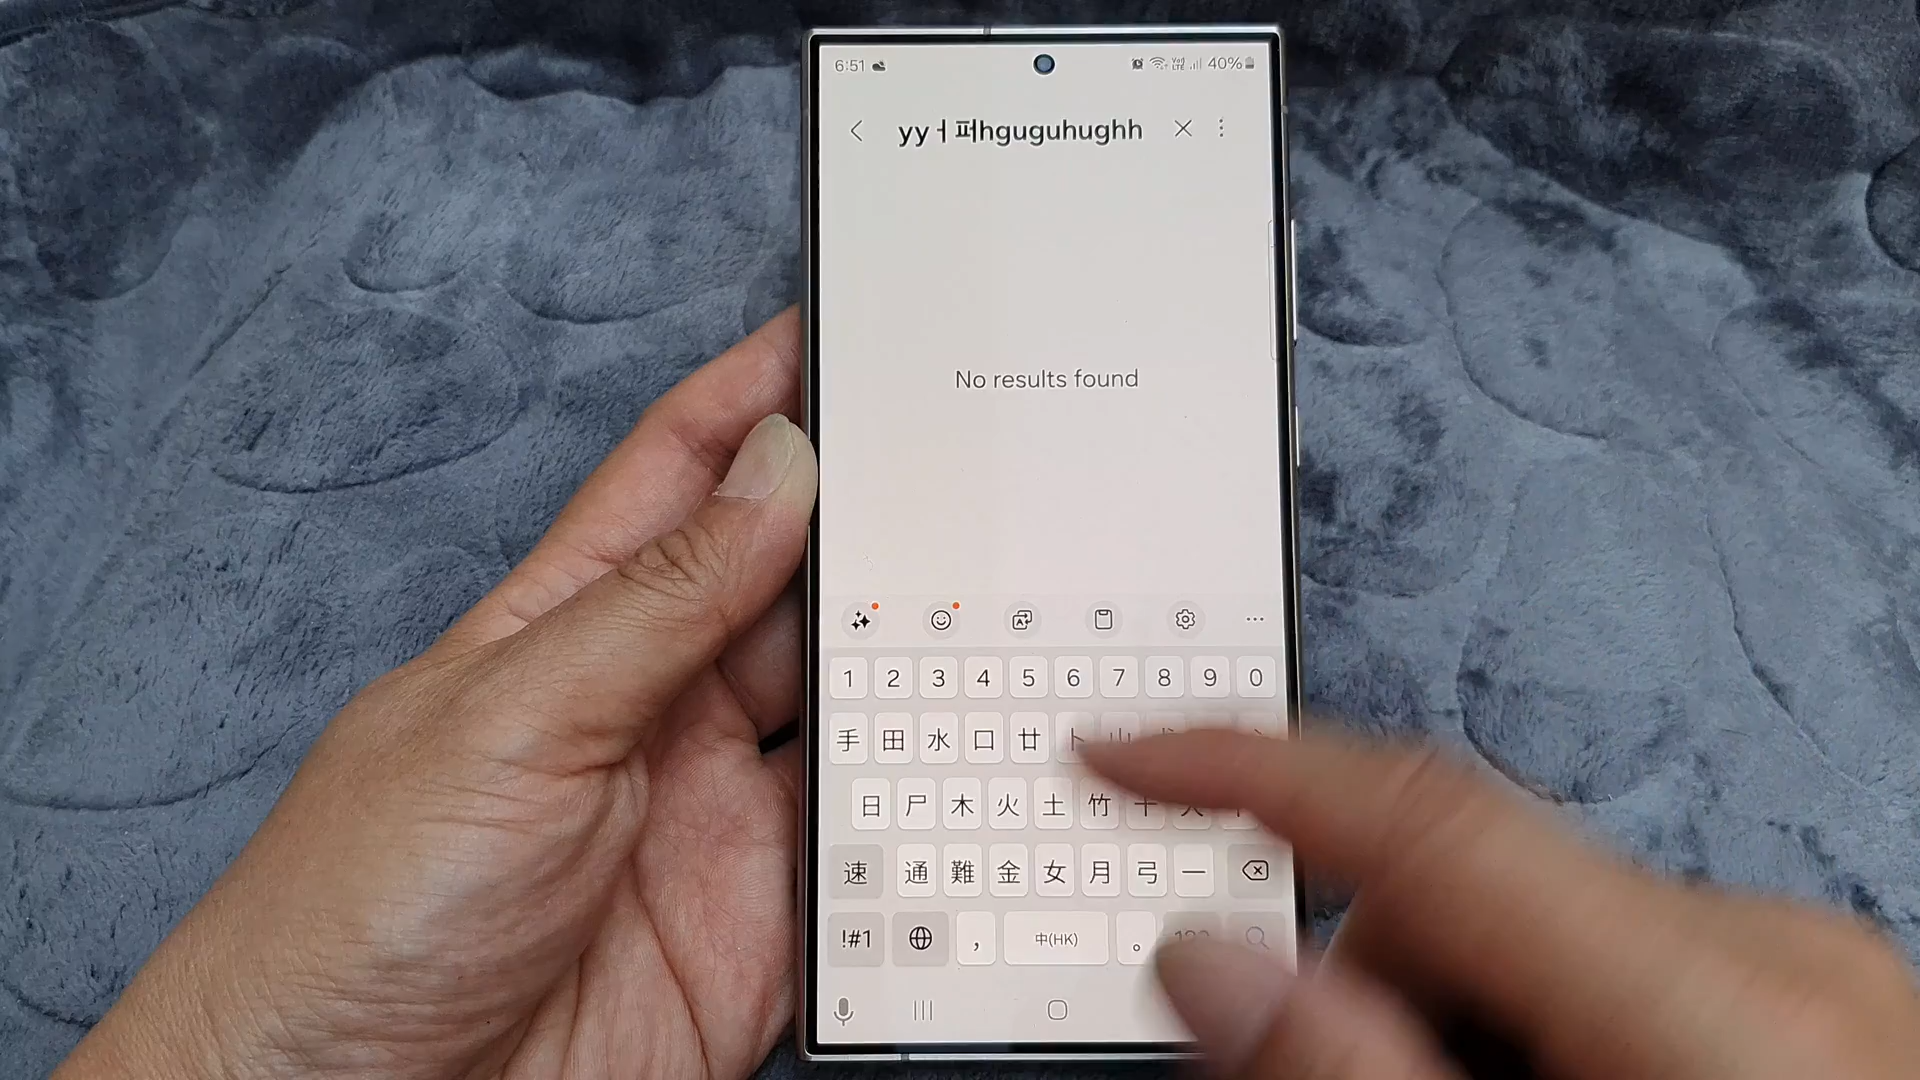 6:51 40%
yyㅓ퍼hguguhughh
No results found
1 2 3 4 5 6 7 8 9 0
手 田 水 口 廿 卜
日 尸 木 火 土 竹 十
速 通 難 金 女 月 弓 一
!#1 , 中(HK) 。